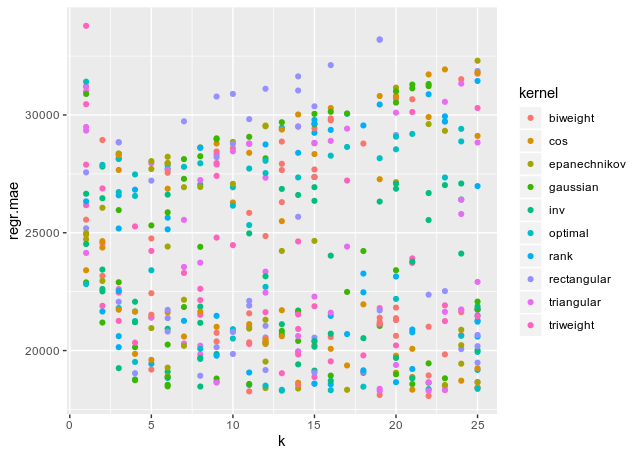 kernel
biweight
cos
epanechnikov
gaussian
inv
optimal
rank
rectangular
triangular
triweight
regr.mae
30000
25000
20000
0 5 10 15 20 25
k